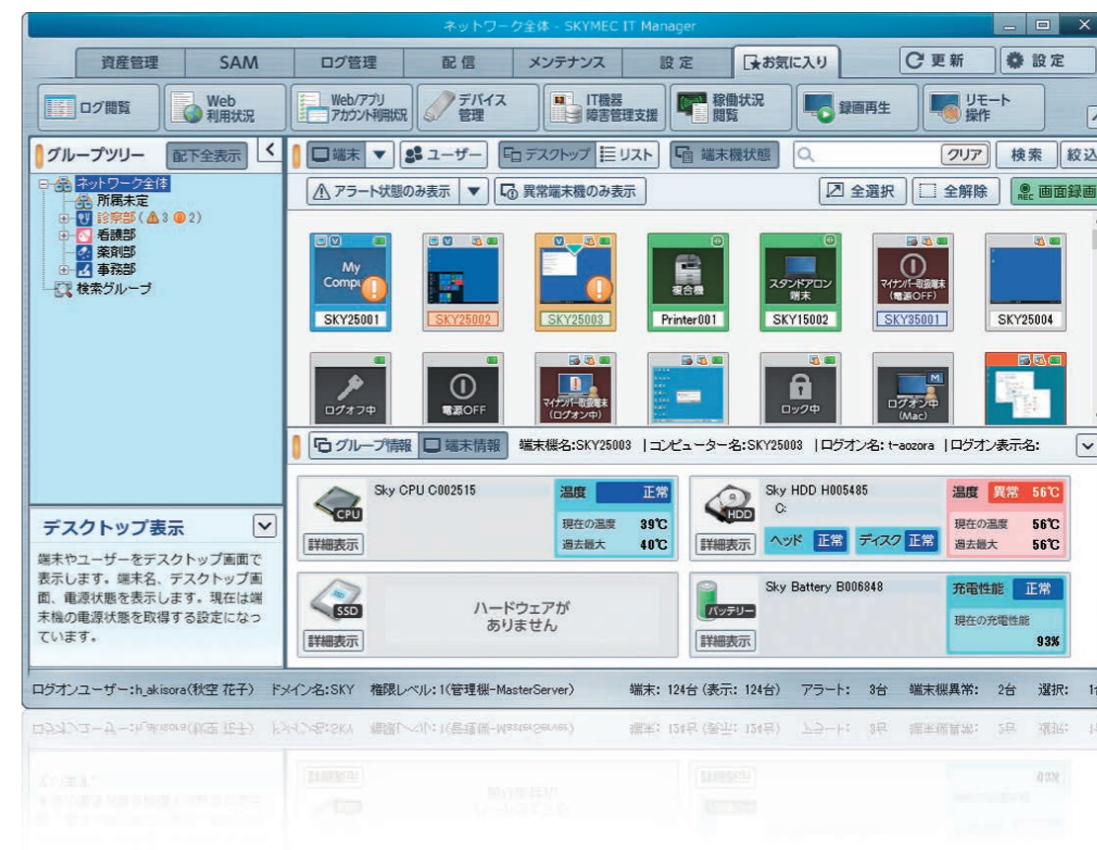 ネットワーク全体 - SKYMEC IT Manager
資産管理 SAM ログ管理 配信 メンテナンス 設定 お気に入り 更新 設定
ログ閲覧 Web利用状況 Web/アプリアカウント利用状況 デバイス管理 IT機器障害管理支援 稼働状況閲覧 録画再生 リモート操作
グループツリー 配下全表示
端末 ユーザー デスクトップ リスト 端末機状態 クリア 検索 絞込
アラート状態のみ表示 異常端末機のみ表示 全選択 全解除 REC 画面録画
ネットワーク全体
所属未定
診察部(3 2)
看護部
薬剤部
事務部
検索グループ
My
Compu
複合機
スタンドアロン
端末
マイナンバー取扱端末
(電源OFF)
SKY25001 SKY25002 SKY25003 Printer001 SKY15002 SKY35001 SKY25004
ログオフ中
電源OFF
マイナンバー取扱端末
(ログオン中)
ロック中
M
ログオン中
(Mac)
グループ情報 端末情報 端末機名:SKY25003 |コンピューター名:SKY25003 |ログオン名: t-aozora |ログオン表示名:
CPU
詳細表示
Sky CPU C002515
温度 正常
現在の温度 39℃
過去最大 40℃
HDD
詳細表示
Sky HDD H005485
C:
ヘッド 正常 ディスク 正常
温度 異常 56℃
現在の温度 56℃
過去最大 56℃
SSD
詳細表示
ハードウェアが
ありません
バッテリー
詳細表示
Sky Battery B006848
充電性能 正常
現在の充電性能
93%
デスクトップ表示
端末やユーザーをデスクトップ画面で
表示します。端末名、デスクトップ画
面、電源状態を表示します。現在は端
末機の電源状態を取得する設定になっ
ています。
ログオンユーザー:h_akisora(秋空 花子) ドメイン名:SKY 権限レベル: 1(管理機-MasterServer) 端末: 124台 (表示: 124台) アラート: 3台 端末機異常: 2台 選択: 1